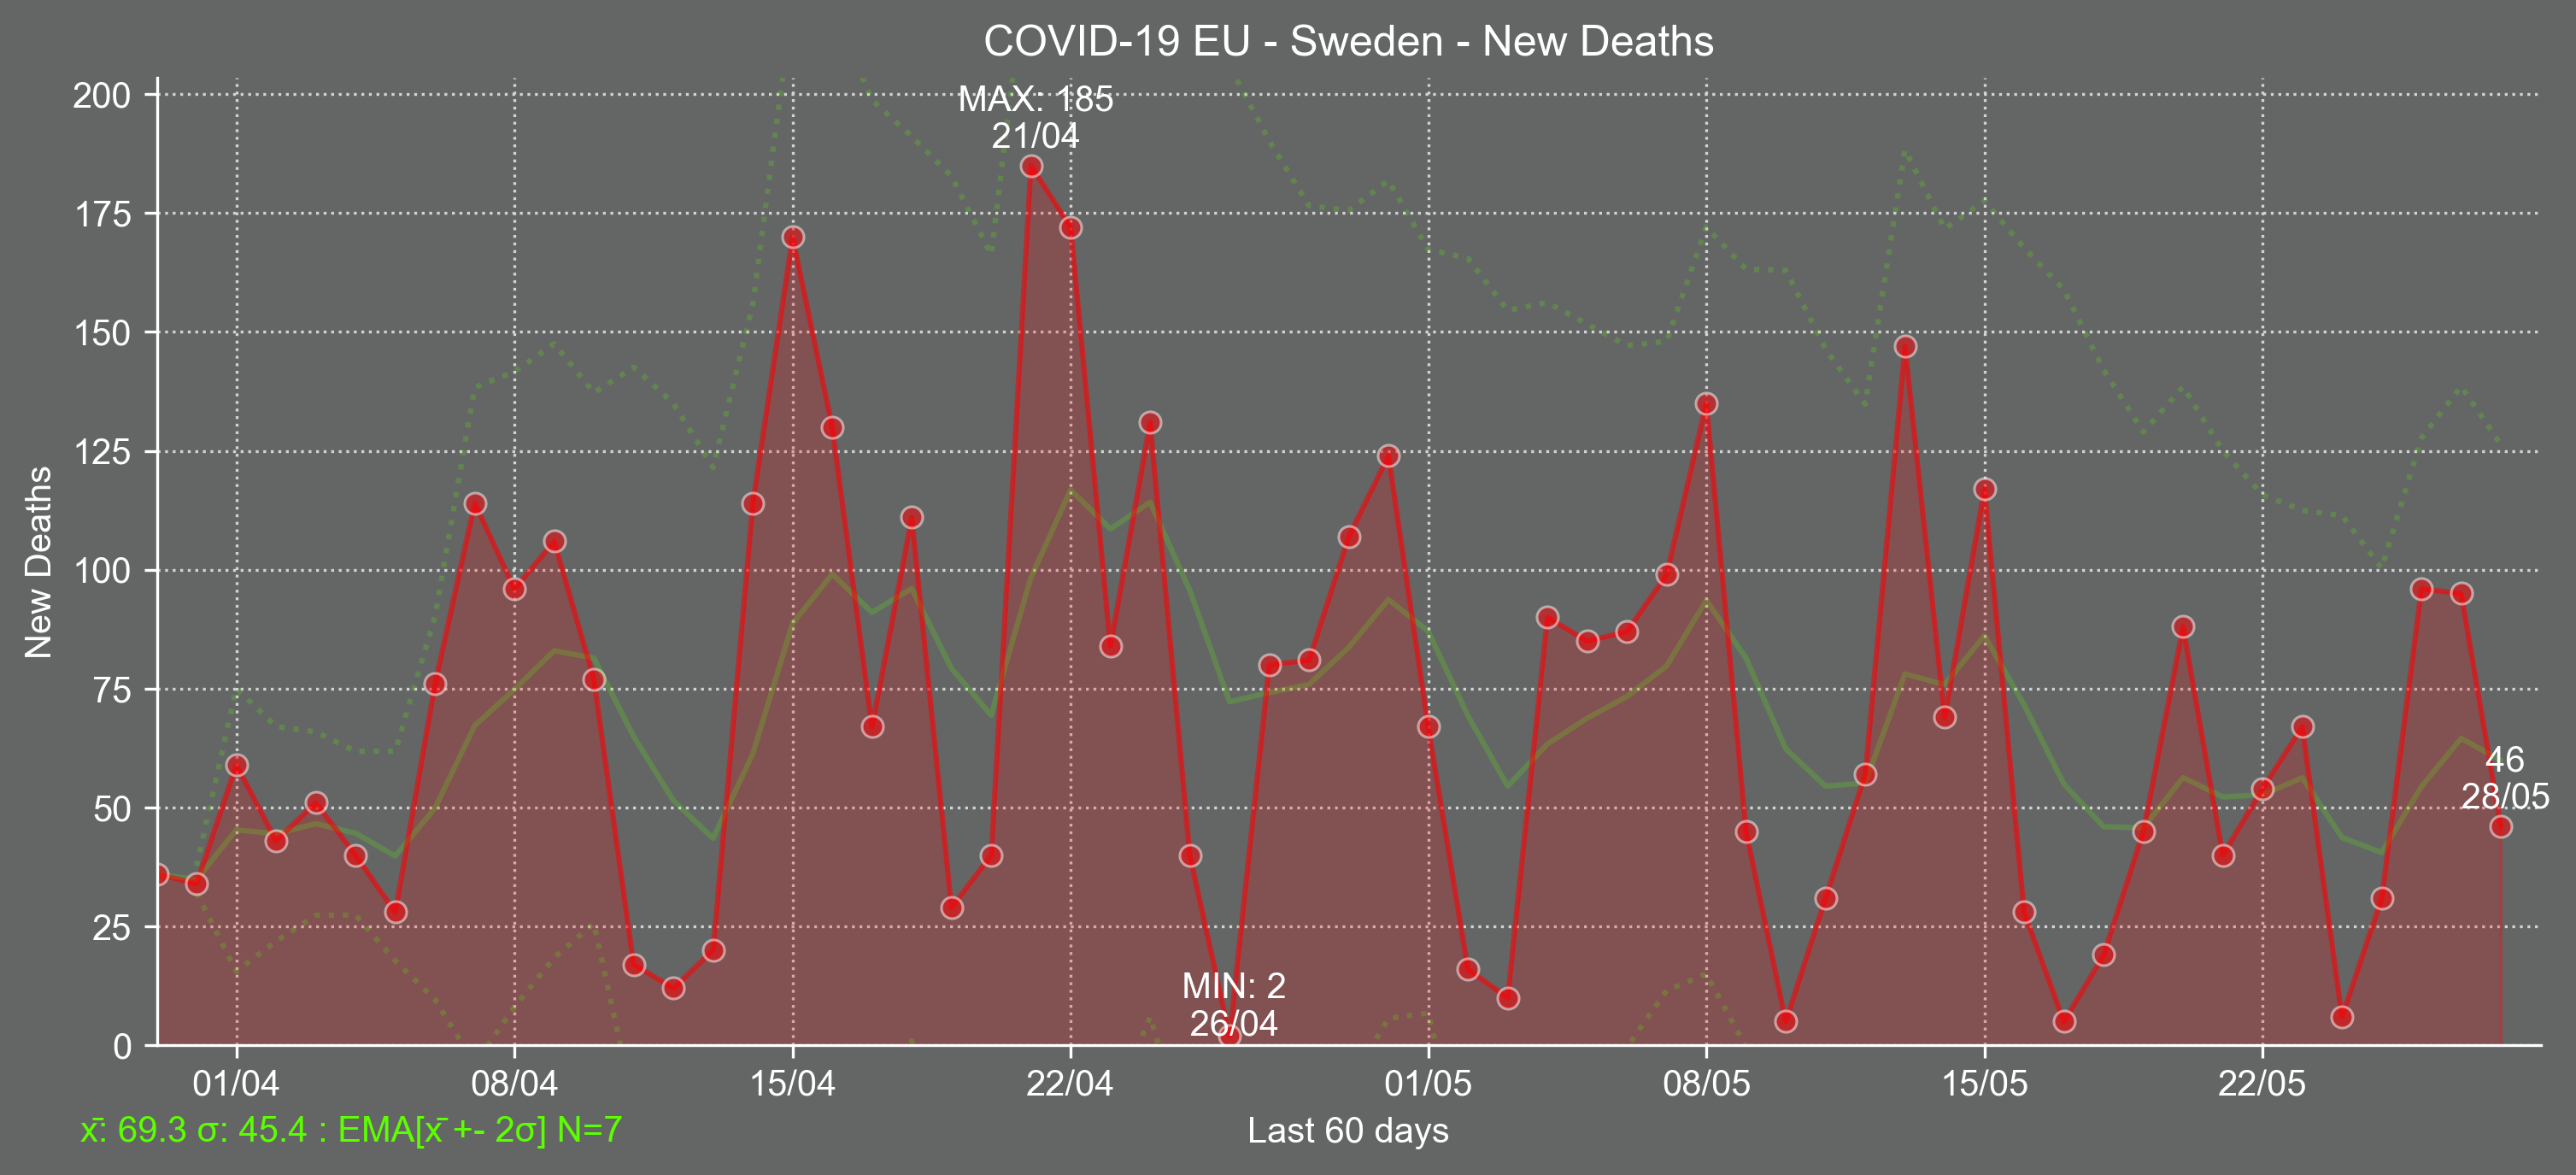 COVID-19 EU - Sweden - New Deaths
New Deaths
200
175
150
125
100
75
50
25
0
MAX: 185
21/04
MIN: 2
26/04
46
28/05
01/04 08/04 15/04 22/04 01/05 08/05 15/05 22/05
x̄: 69.3 σ: 45.4 : EMA[x̄ +- 2σ] N=7
Last 60 days